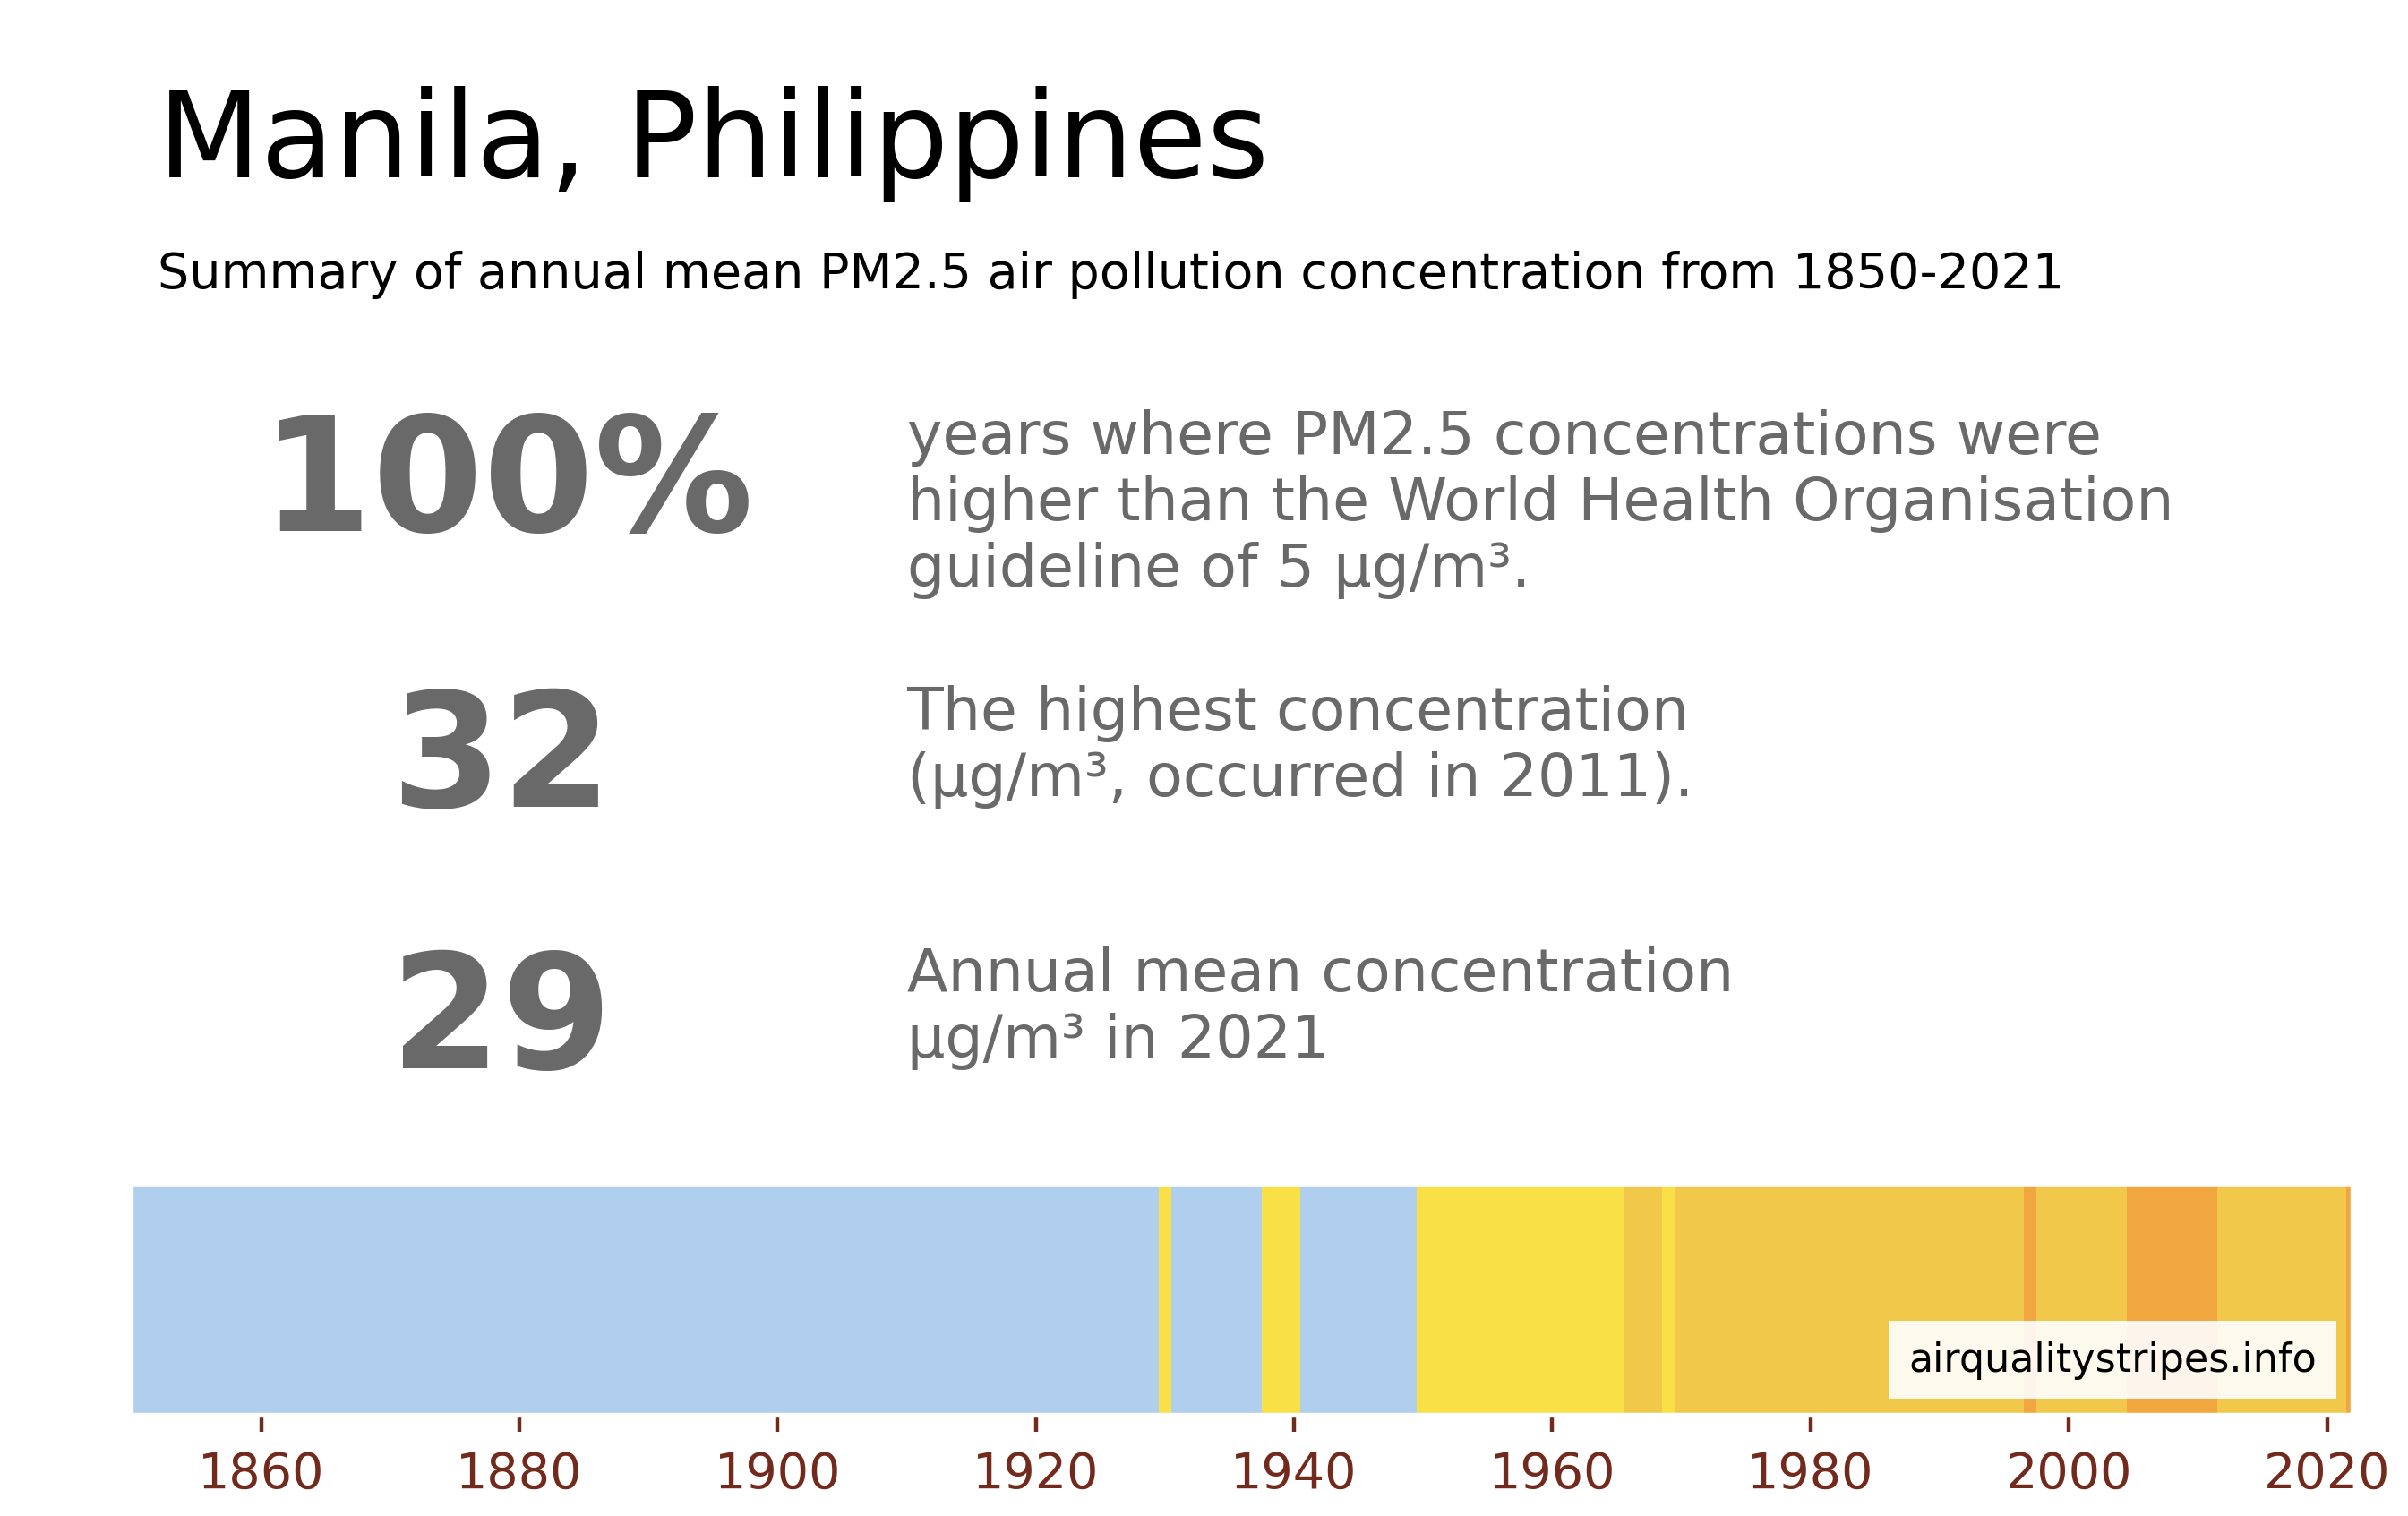 Manila, Philippines
Summary of annual mean PM2.5 air pollution concentration from 1850-2021
100%
years where PM2.5 concentrations were
higher than the World Health Organisation
guideline of 5 µg/m³.
32
The highest concentration
(µg/m³, occurred in 2011).
29
Annual mean concentration
µg/m³ in 2021
airqualitystripes.info
1860 1880 1900 1920 1940 1960 1980 2000 2020